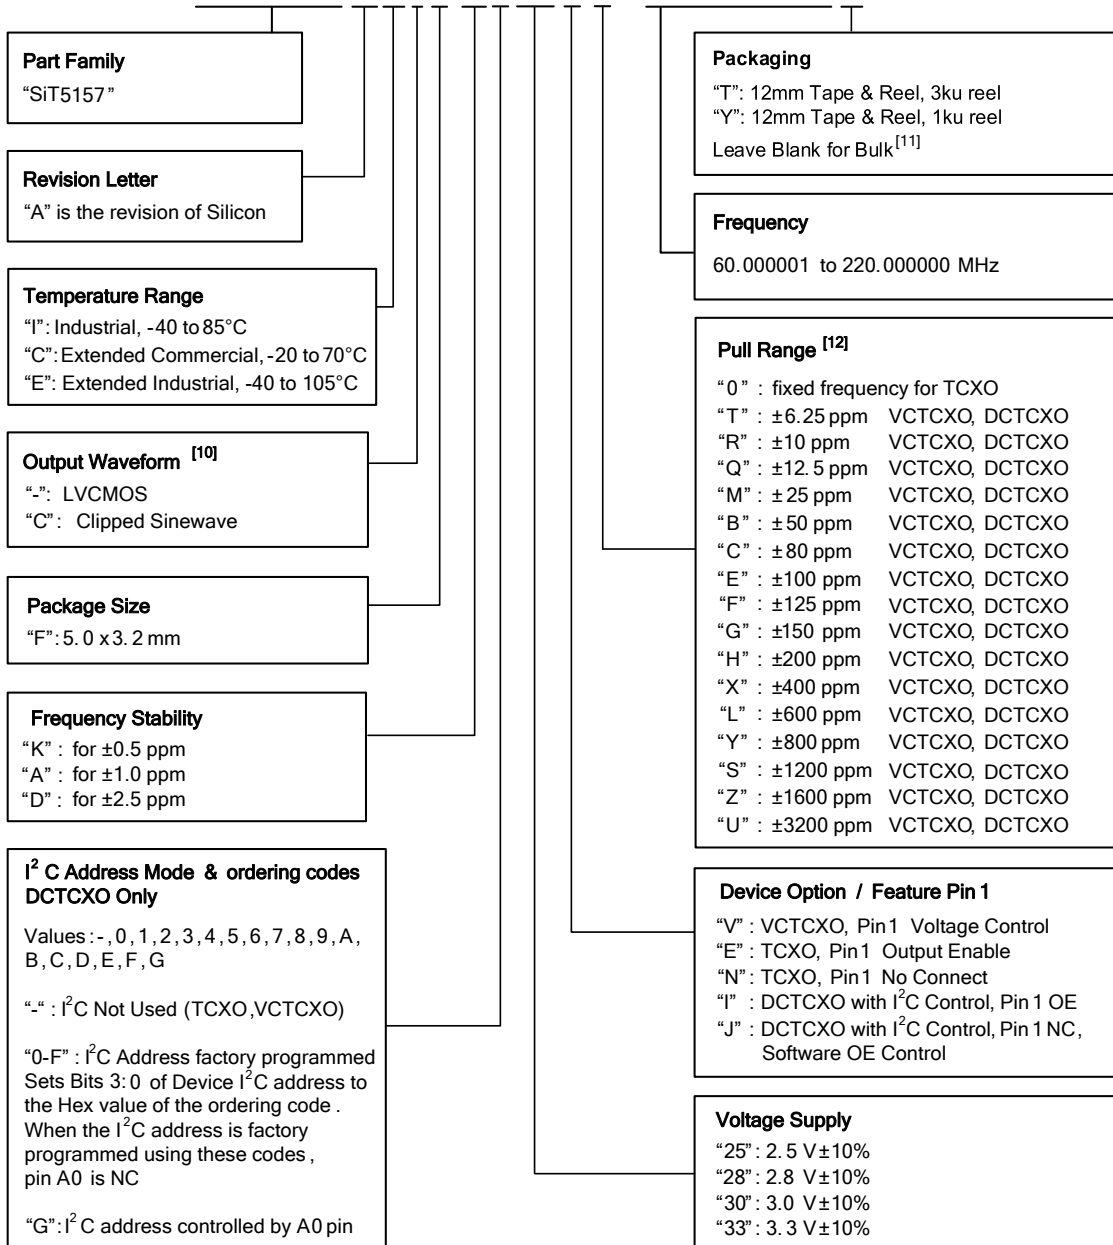 Part Family
“SiT5157”
Revision Letter
“A” is the revision of Silicon
Temperature Range
“I”: Industrial, -40 to 85°C
“C”: Extended Commercial, -20 to 70°C
“E”: Extended Industrial, -40 to 105°C
Output Waveform [10]
“-”: LVCMOS
“C”: Clipped Sinewave
Package Size
“F”: 5.0 x 3.2 mm
Frequency Stability
“K” : for ±0.5 ppm
“A” : for ±1.0 ppm
“D” : for ±2.5 ppm
I² C Address Mode & ordering codes
DCTCXO Only
Values : -, 0, 1, 2, 3, 4, 5, 6, 7, 8, 9, A,
B, C, D, E, F, G
“-“ : I²C Not Used (TCXO,VCTCXO)
“0-F” : I²C Address factory programmed
Sets Bits 3:0 of Device I²C address to
the Hex value of the ordering code .
When the I²C address is factory
programmed using these codes ,
pin A0 is NC
“G”: I²C address controlled by A0 pin
Packaging
“T”: 12mm Tape & Reel, 3ku reel
“Y”: 12mm Tape & Reel, 1ku reel
Leave Blank for Bulk[11]
Frequency
60.000001 to 220.000000 MHz
Pull Range [12]
“0” : fixed frequency for TCXO
“T” : ±6.25 ppm VCTCXO, DCTCXO
“R” : ±10 ppm VCTCXO, DCTCXO
“Q” : ±12.5 ppm VCTCXO, DCTCXO
“M” : ±25 ppm VCTCXO, DCTCXO
“B” : ±50 ppm VCTCXO, DCTCXO
“C” : ±80 ppm VCTCXO, DCTCXO
“E” : ±100 ppm VCTCXO, DCTCXO
“F” : ±125 ppm VCTCXO, DCTCXO
“G” : ±150 ppm VCTCXO, DCTCXO
“H” : ±200 ppm VCTCXO, DCTCXO
“X” : ±400 ppm VCTCXO, DCTCXO
“L” : ±600 ppm VCTCXO, DCTCXO
“Y” : ±800 ppm VCTCXO, DCTCXO
“S” : ±1200 ppm VCTCXO, DCTCXO
“Z” : ±1600 ppm VCTCXO, DCTCXO
“U” : ±3200 ppm VCTCXO, DCTCXO
Device Option / Feature Pin 1
“V” : VCTCXO, Pin1 Voltage Control
“E” : TCXO, Pin1 Output Enable
“N” : TCXO, Pin1 No Connect
“I” : DCTCXO with I²C Control, Pin 1 OE
“J” : DCTCXO with I²C Control, Pin 1 NC,
Software OE Control
Voltage Supply
“25”: 2.5 V±10%
“28”: 2.8 V±10%
“30”: 3.0 V±10%
“33”: 3.3 V±10%